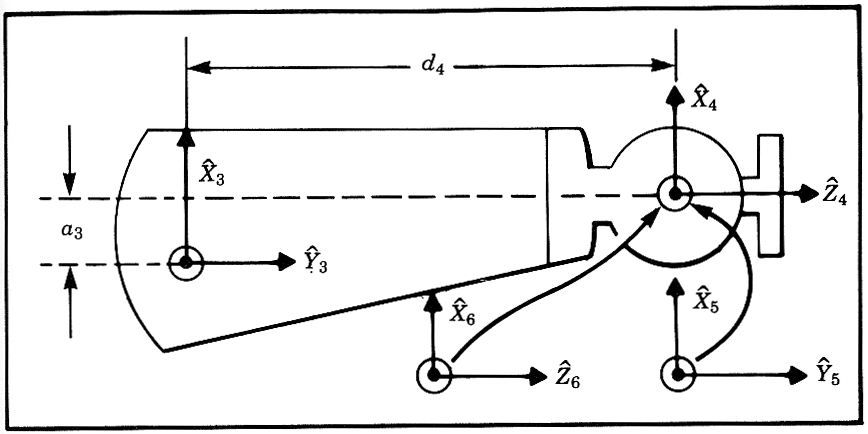 d₄
X̂₄
X̂₃
Ẑ₄
a₃
Ŷ₃
X̂₆
X̂₅
Ẑ₆
Ŷ₅